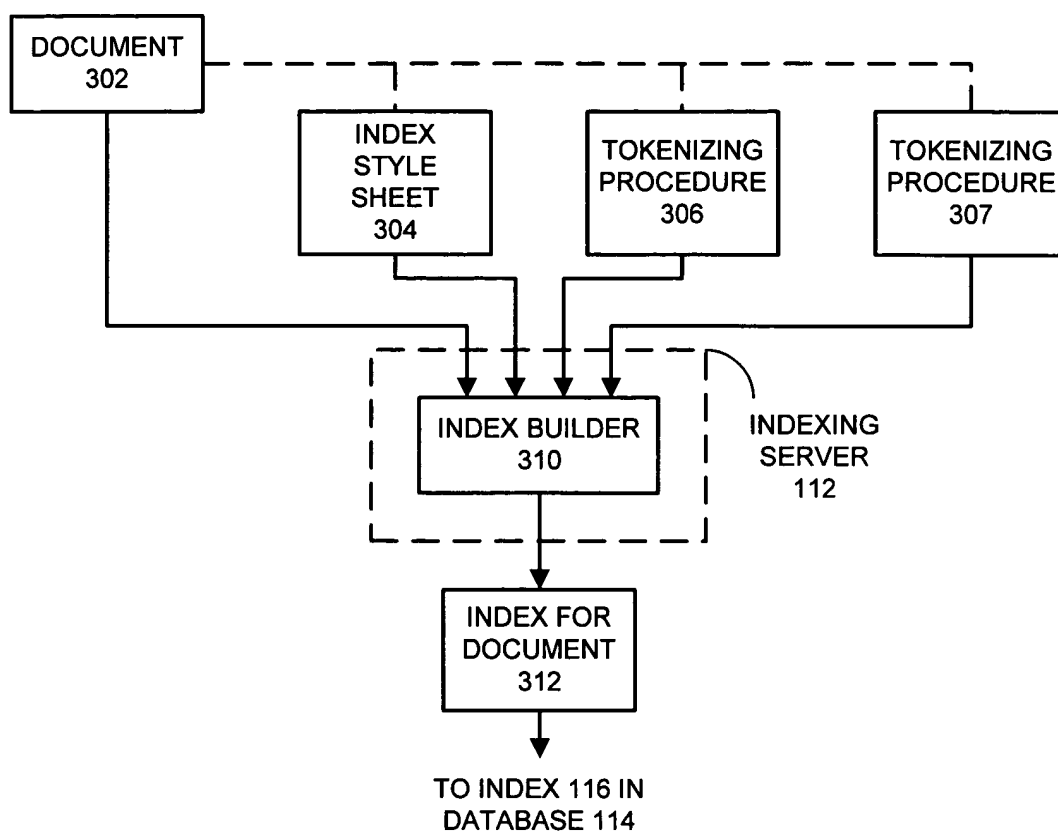 DOCUMENT
302
INDEX
STYLE
SHEET
304
TOKENIZING
PROCEDURE
306
TOKENIZING
PROCEDURE
307
INDEX BUILDER
310
INDEXING
SERVER
112
INDEX FOR
DOCUMENT
312
TO INDEX 116 IN
DATABASE 114